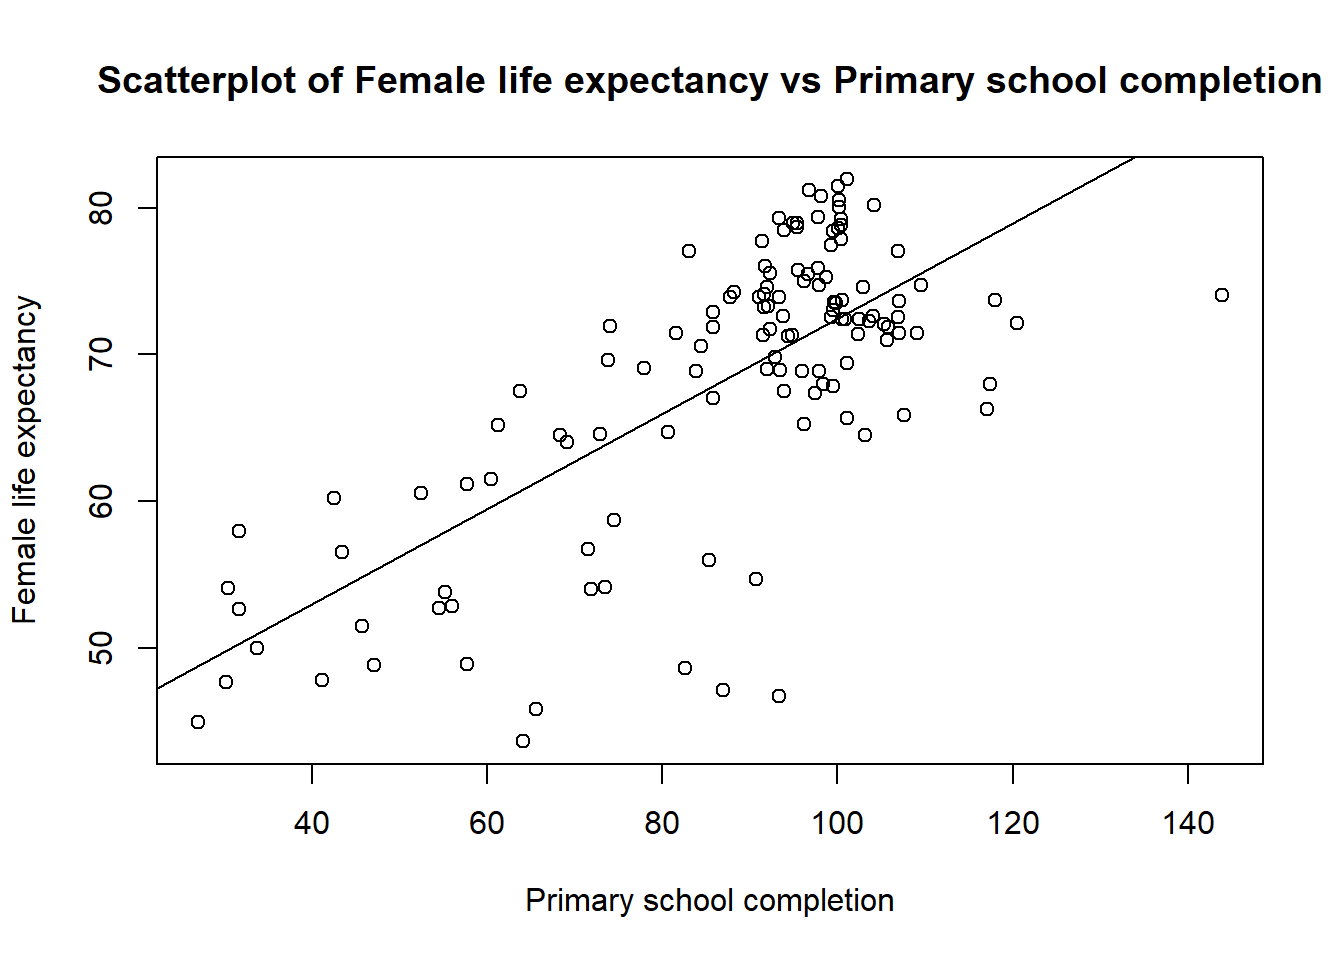 Scatterplot of Female life expectancy vs Primary school completion
80
70
60
50
Female life expectancy
40 60 80 100 120 140
Primary school completion